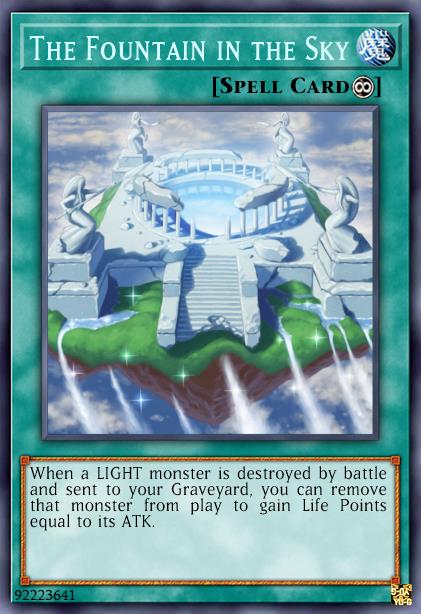 The Fountain in the Sky
魔
[Spell Card]
When a LIGHT monster is destroyed by battle
and sent to your Graveyard, you can remove
that monster from play to gain Life Points
equal to its ATK.
92223641